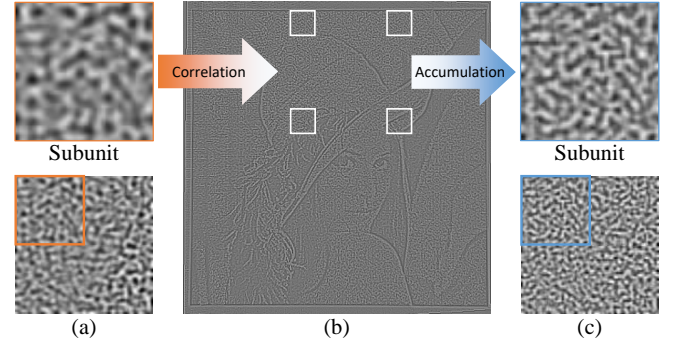 Correlation
Accumulation
Subunit
Subunit
(a)
(b)
(c)